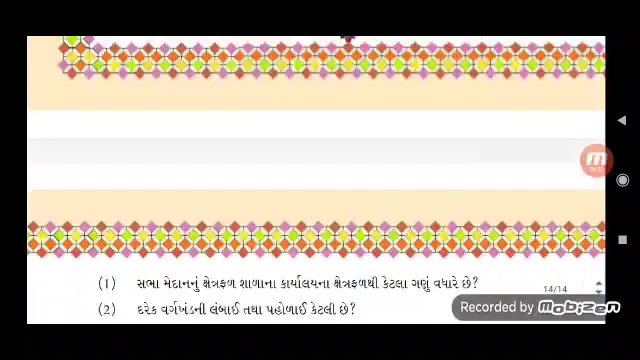 (1) સભા મેદાનનું ક્ષેત્રફળ શાળાના કાર્યાલયના ક્ષેત્રફળથી કેટલા ગણું વધારે છે?
14/14
(2) દરેક વર્ગખંડની લંબાઈ તથા પહોળાઈ કેટલી છે?
Recorded by MOBIZEN